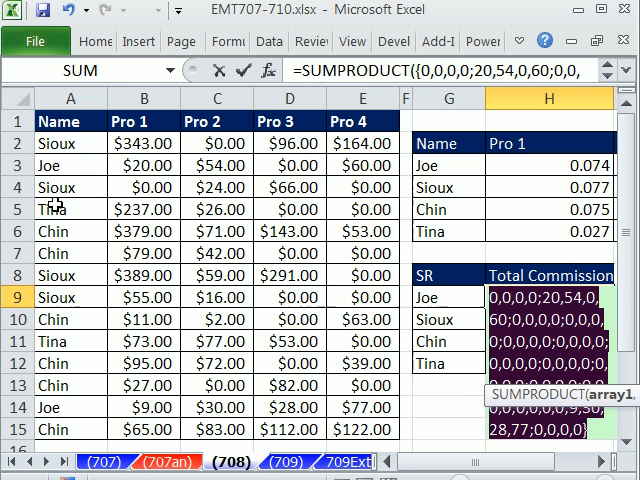 EMT707-710.xlsx - Microsoft Excel
File Home Insert Page Formu Data Revie Devel Add-I Power
SUM fx =SUMPRODUCT({0,0,0,0;20,54,0,60;0,0,
A B C D E F G H
1 Name Pro 1 Pro 2 Pro 3 Pro 4
2 Sioux $343.00 $0.00 $96.00 $164.00 Name Pro 1
3 Joe $20.00 $54.00 $0.00 $60.00 Joe 0.074
4 Sioux $0.00 $24.00 $66.00 $0.00 Sioux 0.077
5 Tina $237.00 $26.00 $0.00 $0.00 Chin 0.075
6 Chin $379.00 $71.00 $143.00 $53.00 Tina 0.027
7 Chin $79.00 $42.00 $0.00 $0.00
8 Sioux $389.00 $59.00 $291.00 $0.00 SR Total Commission
9 Sioux $55.00 $16.00 $0.00 $0.00 Joe 0,0,0,0;20,54,0,
10 Chin $11.00 $2.00 $0.00 $63.00 Sioux 60;0,0,0,0;0,0,0,
11 Tina $73.00 $77.00 $53.00 $0.00 Chin 0;0,0,0,0;0,0,0,0;
12 Chin $95.00 $72.00 $0.00 $39.00 Tina 0,0,0,0;0,0,0,0;0,
13 Chin $27.00 $0.00 $82.00 $0.00
SUMPRODUCT(array1,
14 Joe $9.00 $30.00 $28.00 $77.00 0,0,0,0,0;9,30,
15 Chin $65.00 $83.00 $112.00 $122.00 28,77;0,0,0,0}
(707) (707an) (708) (709) 709Ext